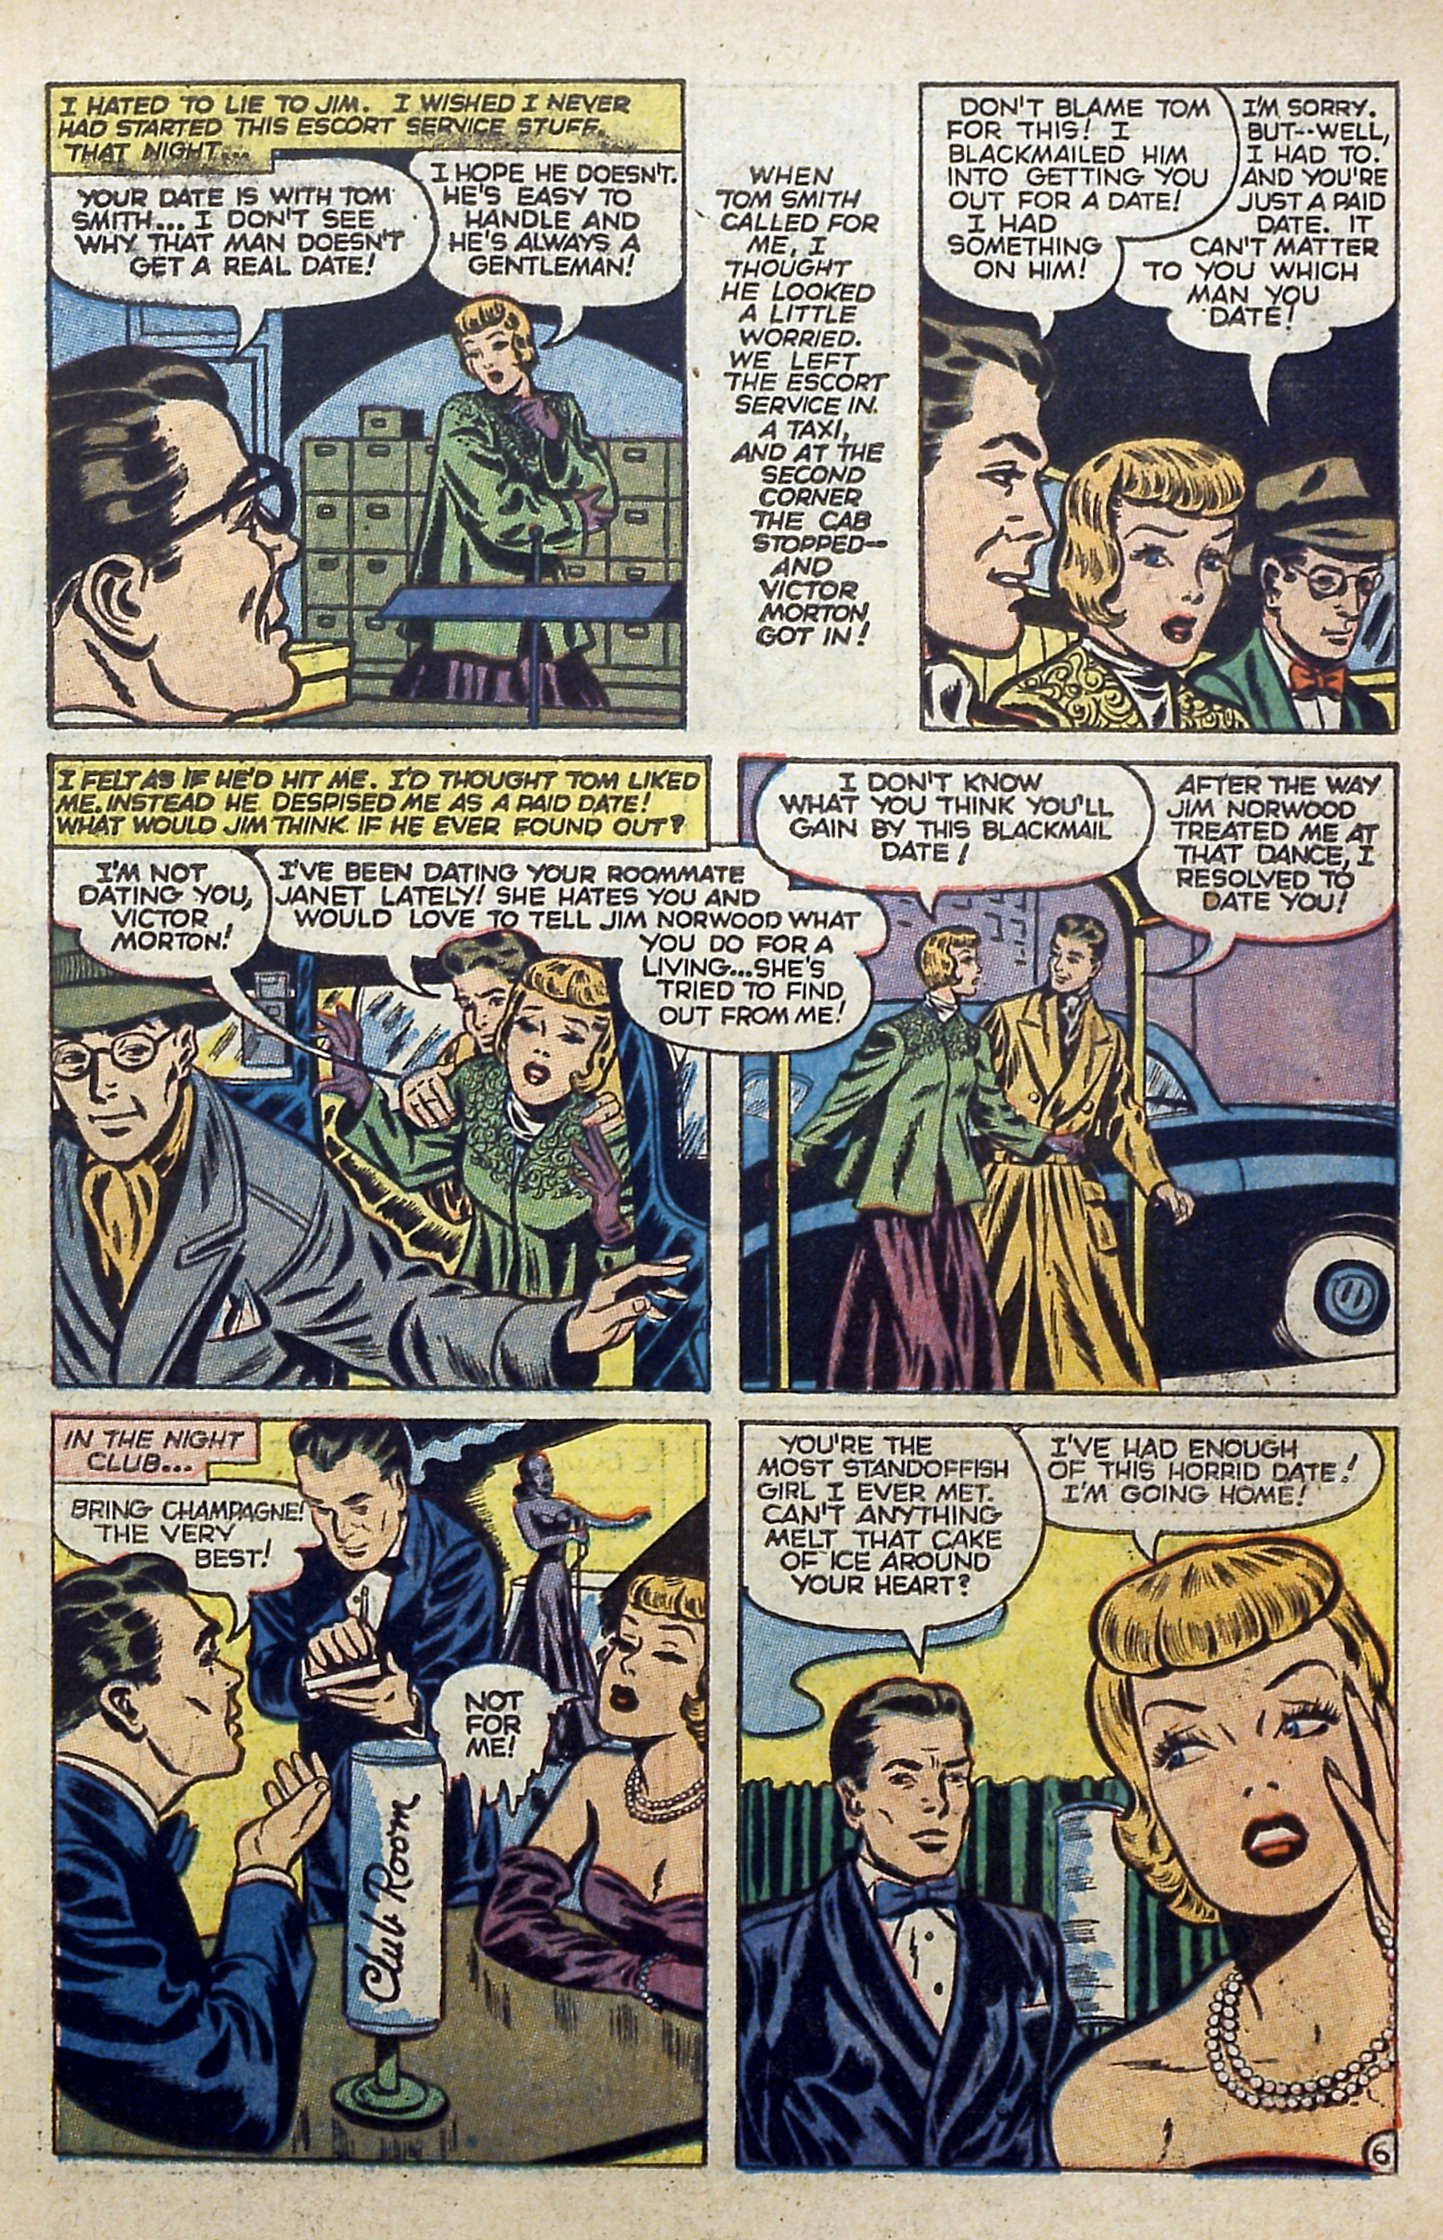 I HATED TO LIE TO JIM. I WISHED I NEVER
HAD STARTED THIS ESCORT SERVICE STUFF.
THAT NIGHT...
YOUR DATE IS WITH TOM
SMITH... I DON'T SEE
WHY THAT MAN DOESN'T
GET A REAL DATE!
I HOPE HE DOESN'T.
HE'S EASY TO
HANDLE AND
HE'S ALWAYS A
GENTLEMAN!
WHEN
TOM SMITH
CALLED FOR
ME, I
THOUGHT
HE LOOKED
A LITTLE
WORRIED.
WE LEFT
THE ESCORT
SERVICE IN
A TAXI,
AND AT THE
SECOND
CORNER
THE CAB
STOPPED--
AND
VICTOR
MORTON
GOT IN!
DON'T BLAME TOM
FOR THIS! I
BLACKMAILED HIM
INTO GETTING YOU
OUT FOR A DATE!
I HAD
SOMETHING
ON HIM!
I'M SORRY.
BUT--WELL,
I HAD TO.
AND YOU'RE
JUST A PAID
DATE. IT
CAN'T MATTER
TO YOU WHICH
MAN YOU
DATE!
I FELT AS IF HE'D HIT ME. I'D THOUGHT TOM LIKED
ME. INSTEAD HE DESPISED ME AS A PAID DATE!
WHAT WOULD JIM THINK IF HE EVER FOUND OUT?
I'M NOT
DATING YOU,
VICTOR
MORTON!
I'VE BEEN DATING YOUR ROOMMATE
JANET LATELY! SHE HATES YOU AND
WOULD LOVE TO TELL JIM NORWOOD WHAT
YOU DO FOR A
LIVING...SHE'S
TRIED TO FIND
OUT FROM ME!
I DON'T KNOW
WHAT YOU THINK YOU'LL
GAIN BY THIS BLACKMAIL
DATE!
AFTER THE WAY
JIM NORWOOD
TREATED ME AT
THAT DANCE, I
RESOLVED TO
DATE YOU!
IN THE NIGHT
CLUB...
BRING CHAMPAGNE!
THE VERY
BEST!
NOT
FOR
ME!
Club Room
YOU'RE THE
MOST STANDOFFISH
GIRL I EVER MET.
CAN'T ANYTHING
MELT THAT CAKE
OF ICE AROUND
YOUR HEART?
I'VE HAD ENOUGH
OF THIS HORRID DATE!
I'M GOING HOME!
6